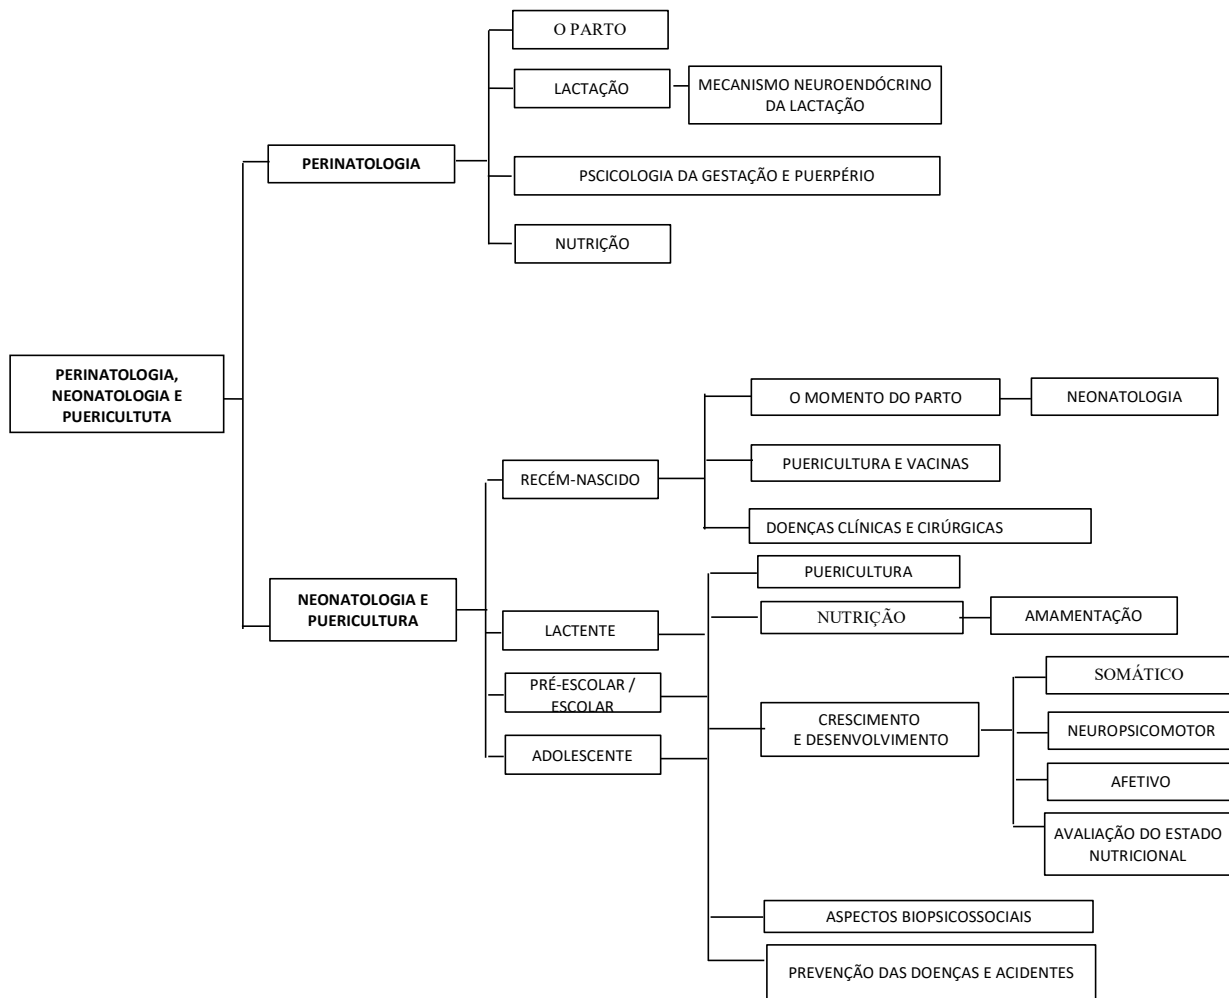 O PARTO
LACTAÇÃO
MECANISMO NEUROENDÓCRINO
DA LACTAÇÃO
PERINATOLOGIA
PSCICOLOGIA DA GESTAÇÃO E PUERPÉRIO
NUTRIÇÃO
PERINATOLOGIA,
NEONATOLOGIA E
PUERICULTUTA
O MOMENTO DO PARTO
NEONATOLOGIA
PUERICULTURA E VACINAS
RECÉM-NASCIDO
DOENÇAS CLÍNICAS E CIRÚRGICAS
NEONATOLOGIA E
PUERICULTURA
PUERICULTURA
NUTRIÇÃO
AMAMENTAÇÃO
LACTENTE
PRÉ-ESCOLAR /
ESCOLAR
ADOLESCENTE
CRESCIMENTO
E DESENVOLVIMENTO
SOMÁTICO
NEUROPSICOMOTOR
AFETIVO
AVALIAÇÃO DO ESTADO
NUTRICIONAL
ASPECTOS BIOPSICOSSOCIAIS
PREVENÇÃO DAS DOENÇAS E ACIDENTES